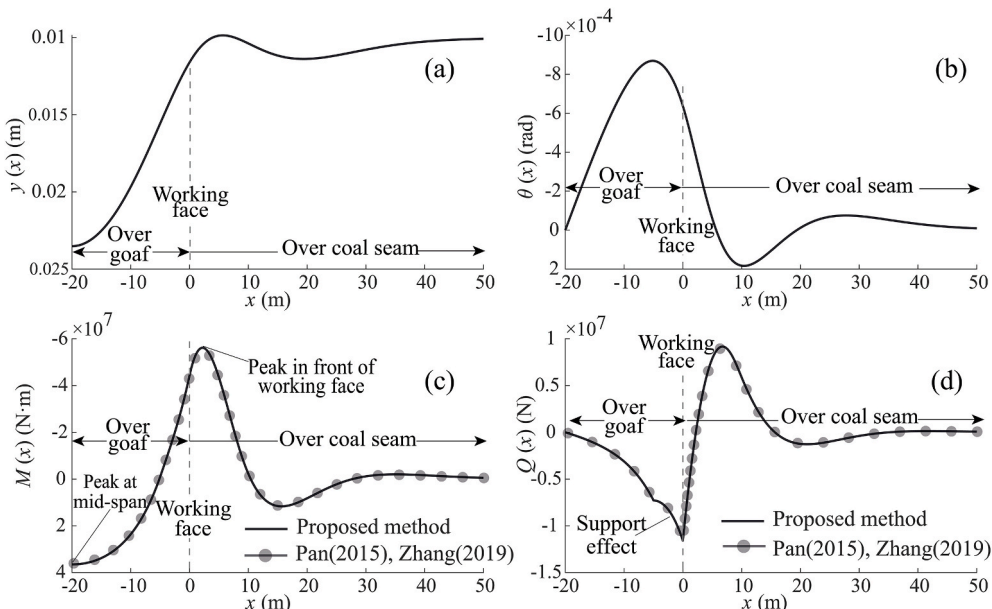 (a)
y (x) (m)
0.01
0.015
0.02
0.025
Working
face
Over
goaf
Over coal seam
-20 -10 0 10 20 30 40 50
x (m)
(b)
×10⁻⁴
θ (x) (rad)
-10
-8
-6
-4
-2
0
2
Over
goaf
Over coal seam
Working
face
-20 -10 0 10 20 30 40 50
x (m)
(c)
×10⁷
M (x) (N·m)
-6
-4
-2
0
2
4
Peak in front of
working face
Over
goaf
Over coal seam
Peak at
mid-span
Working
face
Proposed method
Pan(2015), Zhang(2019)
-20 -10 0 10 20 30 40 50
x (m)
(d)
×10⁷
Q (x) (N)
1
0.5
0
-0.5
-1
-1.5
Working
face
Over
goaf
Over coal seam
Support
effect
Proposed method
Pan(2015), Zhang(2019)
-20 -10 0 10 20 30 40 50
x (m)